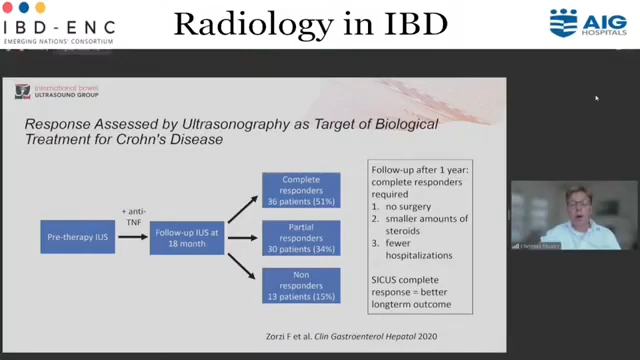 IBD-ENC
EMERGING NATIONS' CONSORTIUM
Radiology in IBD
AIG
HOSPITALS
international bowel
ULTRASOUND GROUP
Response Assessed by Ultrasonography as Target of Biological
Treatment for Crohn's Disease
Pre-therapy IUS
+ anti-
TNF
Follow-up IUS at
18 month
Complete
responders
36 patients (51%)
Partial
responders
30 patients (34%)
Non
responders
13 patients (15%)
Follow-up after 1 year:
complete responders
required
1. no surgery
2. smaller amounts of
steroids
3. fewer
hospitalizations
SICUS complete
response = better
longterm outcome
Zorzi F et al. Clin Gastroenterol Hepatol 2020